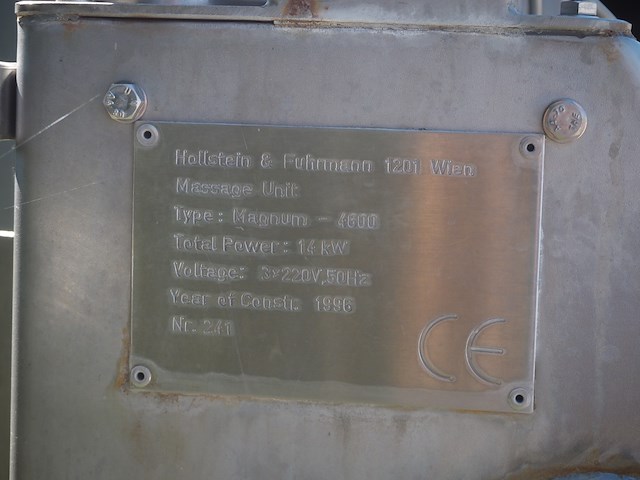 Hollstein & Fuhrmann 1201 Wien
Massage Unit
Type: Magnum - 4600
Total Power: 14 kW
Voltage: 3x220V,50Hz
Year of Constr. 1996
Nr. 241
CE